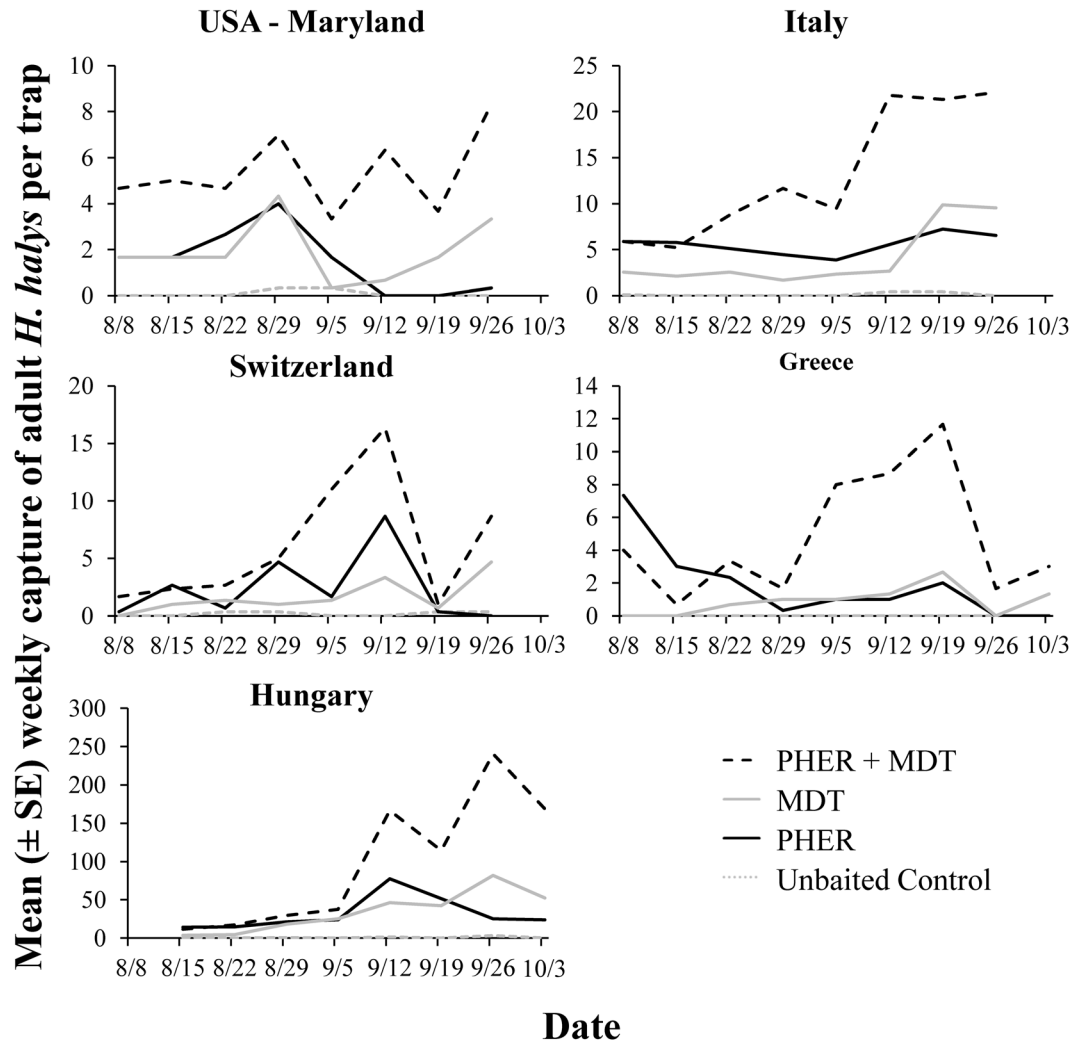 USA - Maryland
Italy
Mean (± SE) weekly capture of adult H. halys per trap
10
8
6
4
2
0
8/8 8/15 8/22 8/29 9/5 9/12 9/19 9/26 10/3
25
20
15
10
5
0
8/8 8/15 8/22 8/29 9/5 9/12 9/19 9/26 10/3
Switzerland
Greece
20
15
10
5
0
8/8 8/15 8/22 8/29 9/5 9/12 9/19 9/26 10/3
14
12
10
8
6
4
2
0
8/8 8/15 8/22 8/29 9/5 9/12 9/19 9/26 10/3
Hungary
300
250
200
150
100
50
0
8/8 8/15 8/22 8/29 9/5 9/12 9/19 9/26 10/3
PHER + MDT
MDT
PHER
Unbaited Control
Date